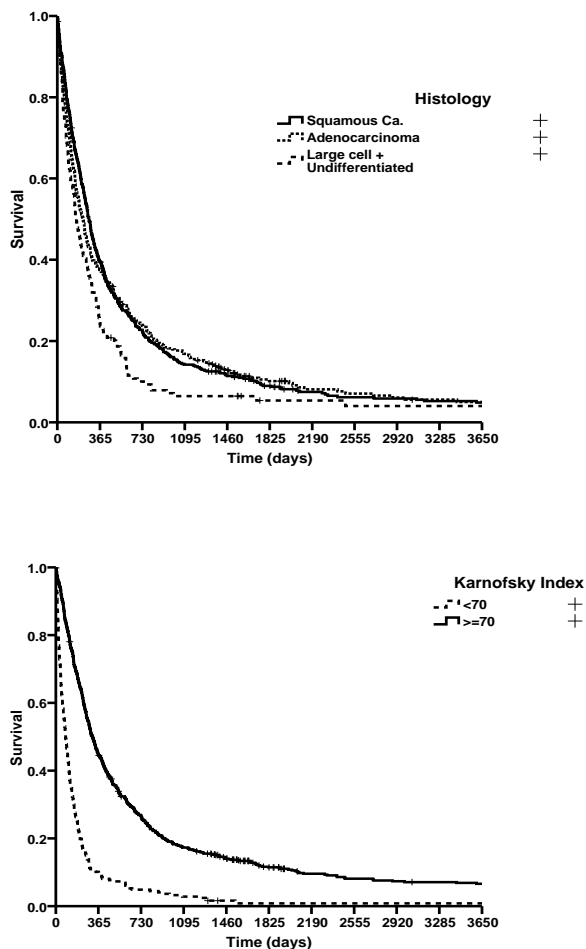 1.0
0.8
0.6
0.4
0.2
0.0
Survival
Histology
Squamous Ca.
Adenocarcinoma
Large cell +
Undifferentiated
0 365 730 1095 1460 1825 2190 2555 2920 3285 3650
Time (days)
1.0
0.8
0.6
0.4
0.2
0.0
Survival
Karnofsky Index
<70
>=70
0 365 730 1095 1460 1825 2190 2555 2920 3285 3650
Time (days)